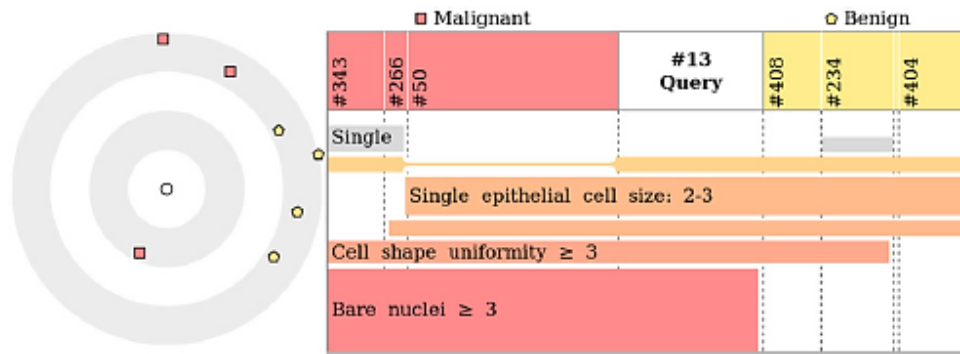 Malignant
Benign
#343
#266
#50
#13
Query
#408
#234
#404
Single
Single epithelial cell size: 2-3
Cell shape uniformity ≥ 3
Bare nuclei ≥ 3